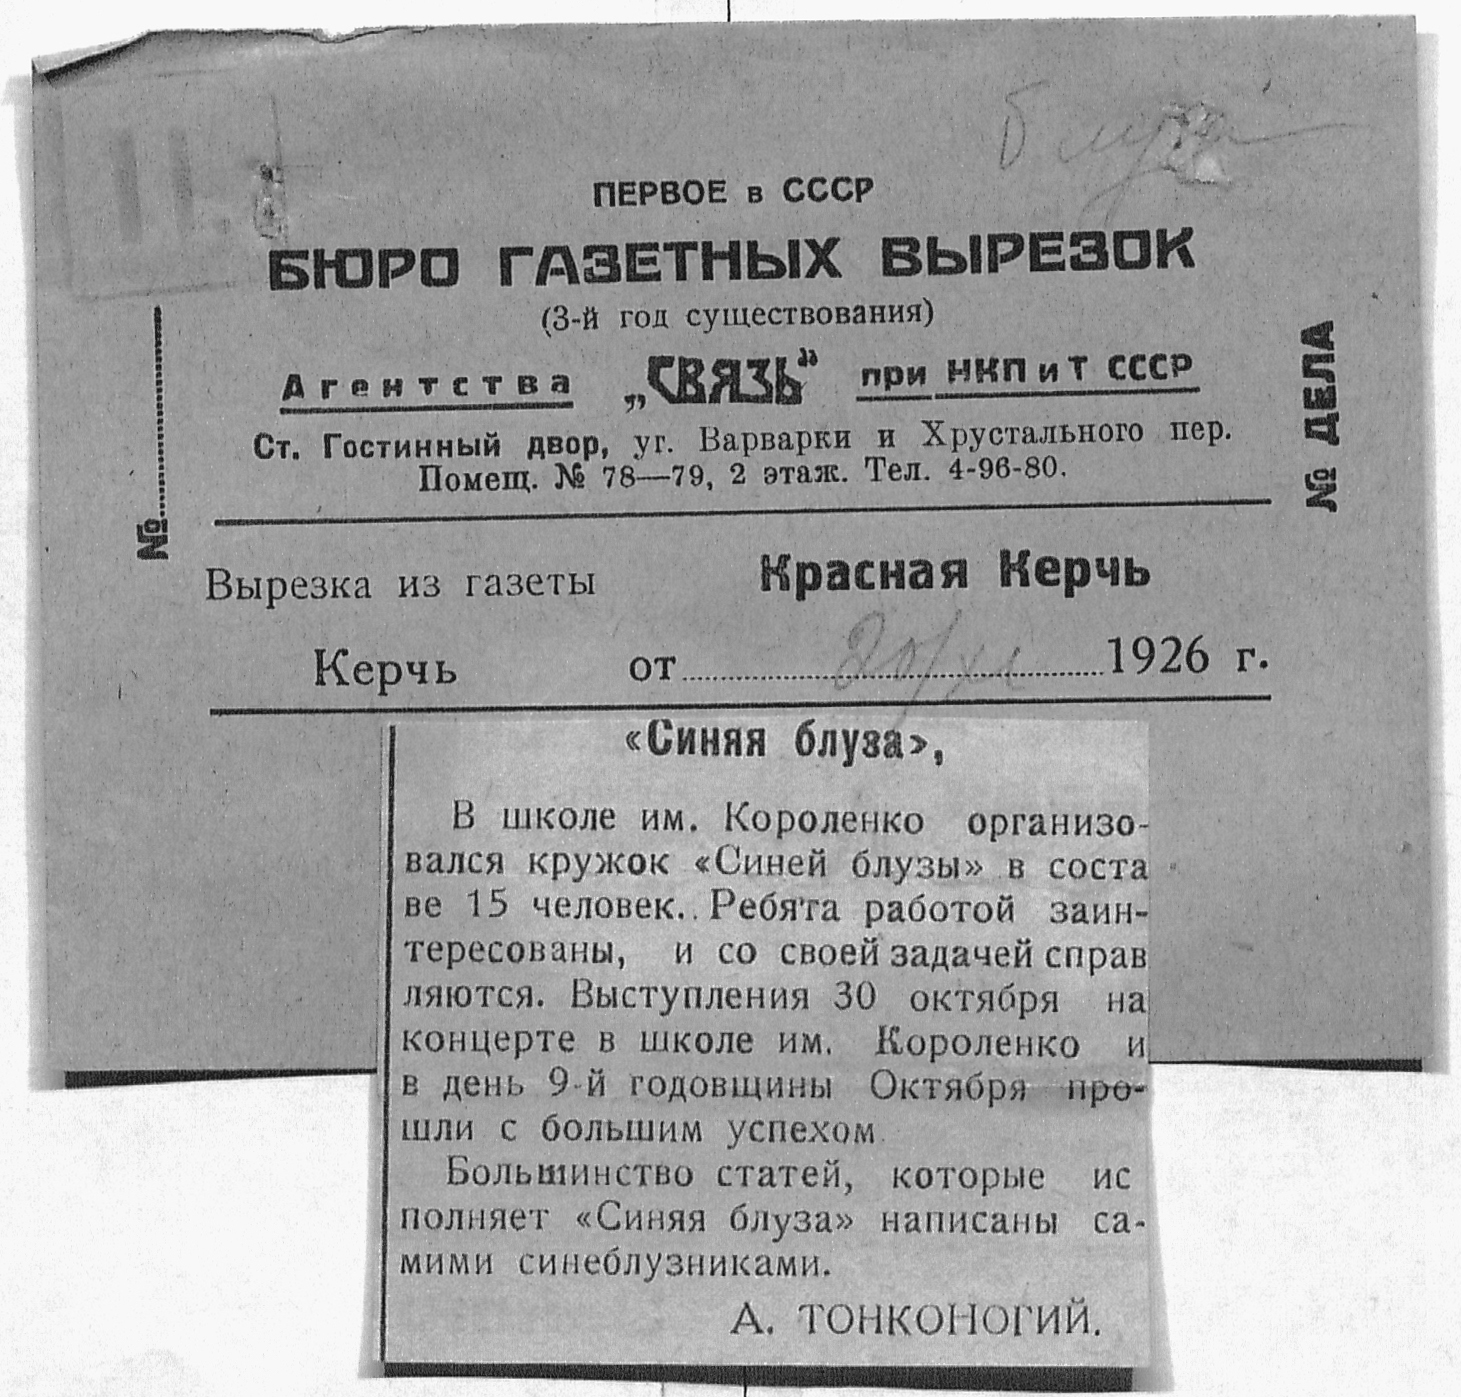 блуза
ПЕРВОЕ в СССР
БЮРО ГАЗЕТНЫХ ВЫРЕЗОК
(3-й год существования)
Агентства „СВЯЗЬ" при НКП и Т СССР
Ст. Гостинный двор, уг. Варварки и Хрустального пер.
Помещ. № 78—79, 2 этаж. Тел. 4-96-80.
№
№ ДЕЛА
Вырезка из газеты Красная Керчь
Керчь от 20/XI 1926 г.
«Синяя блуза»,
В школе им. Короленко организо-
вался кружок «Синей блузы» в соста
ве 15 человек.. Ребята работой заин-
тересованы, и со своей задачей справ
ляются. Выступления 30 октября на
концерте в школе им. Короленко и
в день 9-й годовщины Октября про-
шли с большим успехом.
Большинство статей, которые ис
полняет «Синяя блуза» написаны са-
мими синеблузниками.
А. ТОНКОНОГИЙ.